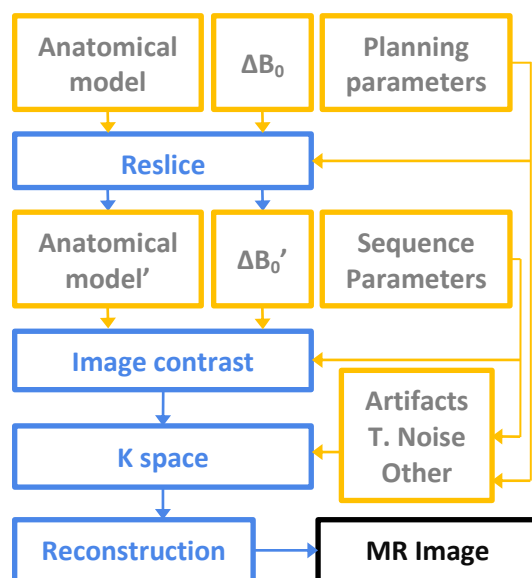 Anatomical
model
ΔB₀
Planning
parameters
Reslice
Anatomical
model’
ΔB₀’
Sequence
Parameters
Image contrast
Artifacts
T. Noise
Other
K space
Reconstruction
MR Image